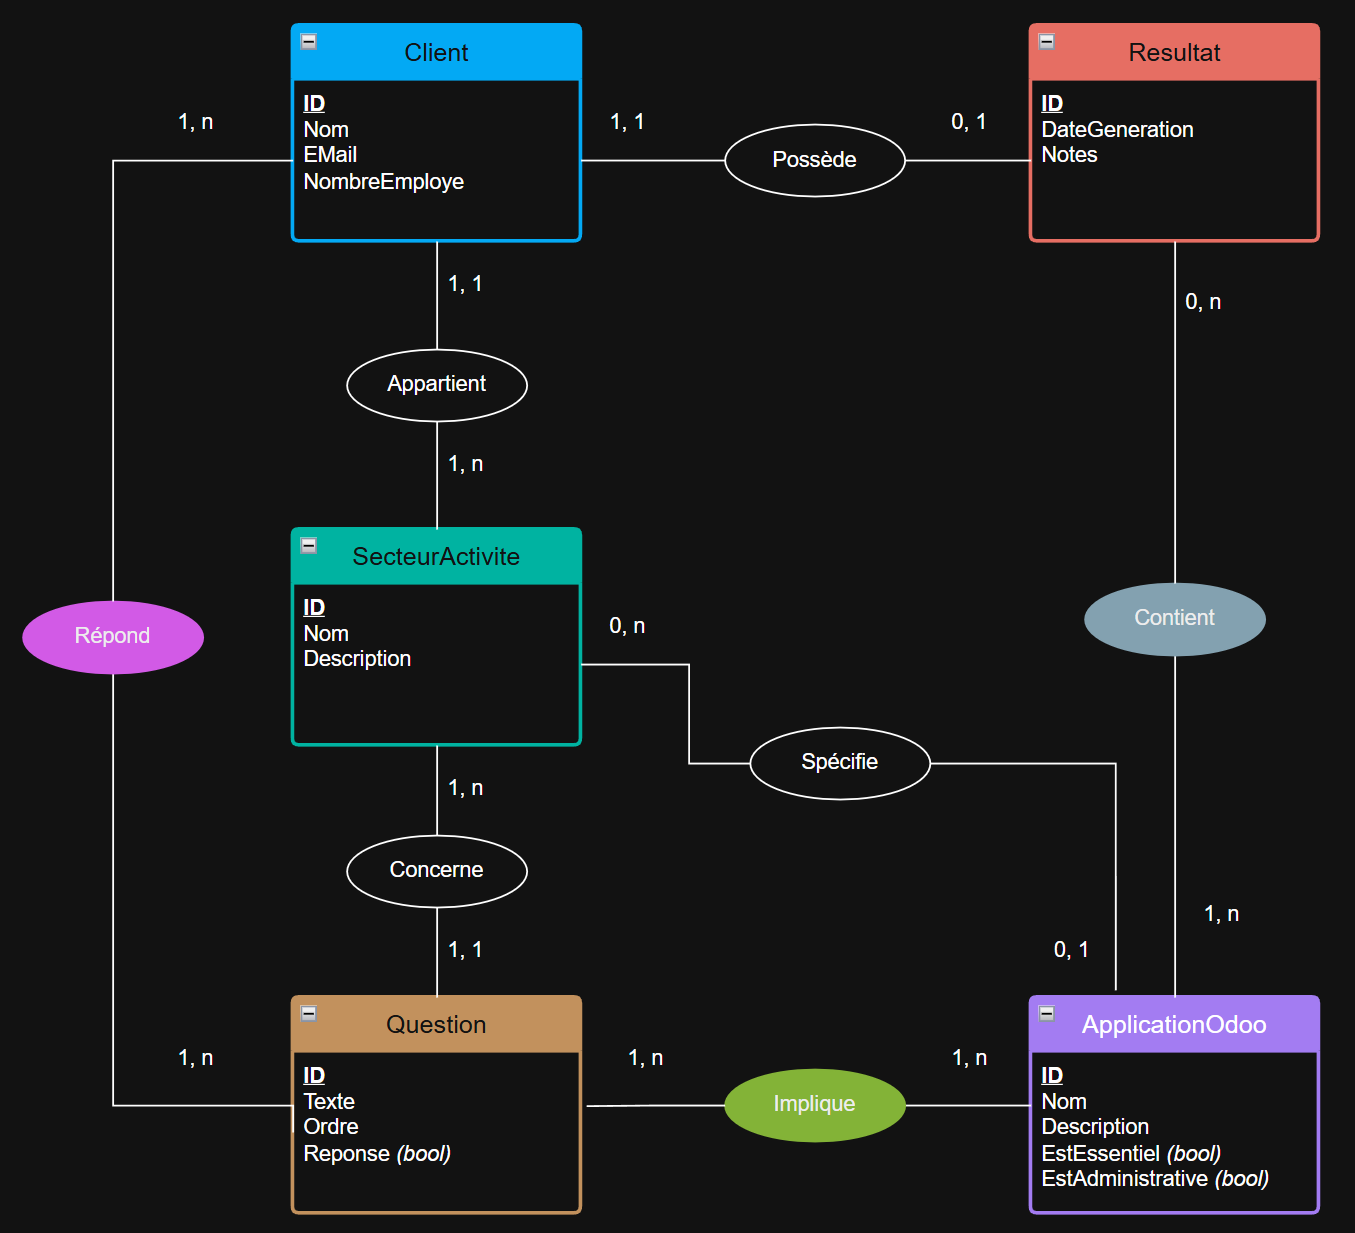 Client
ID
Nom
EMail
NombreEmploye
1, n
1, 1
Possède
0, 1
Resultat
ID
DateGeneration
Notes
1, 1
0, n
Appartient
1, n
SecteurActivite
ID
Nom
Description
0, n
Répond
Contient
Spécifie
1, n
Concerne
1, 1
0, 1
1, n
Question
ID
Texte
Ordre
Reponse (bool)
1, n
1, n
Implique
1, n
ApplicationOdoo
ID
Nom
Description
EstEssentiel (bool)
EstAdministrative (bool)